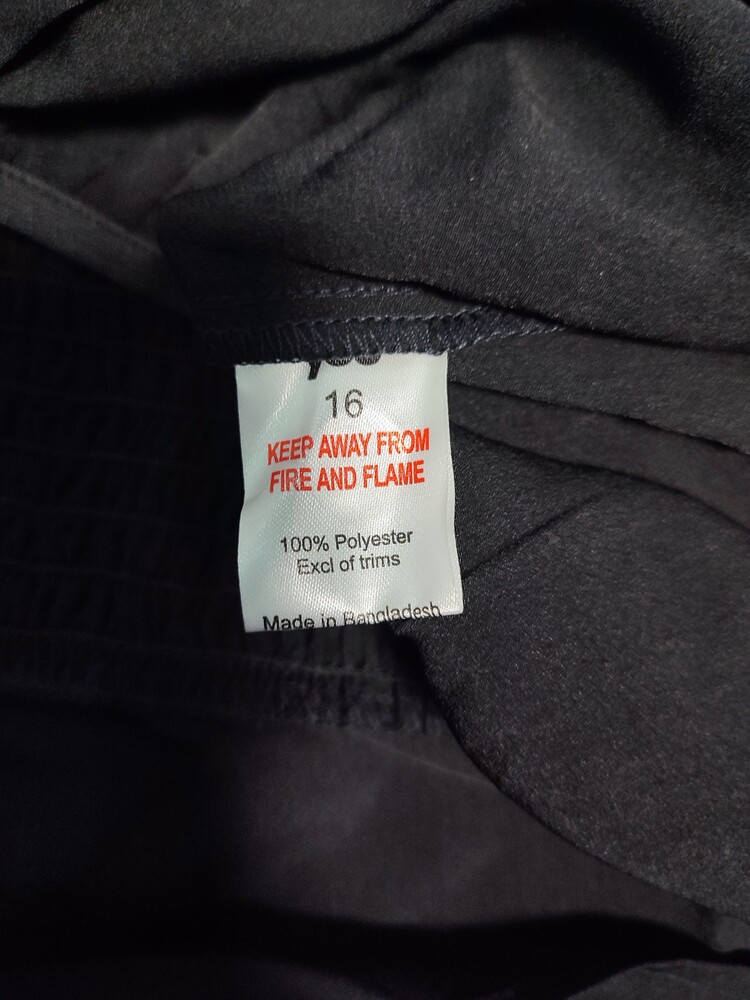 16
KEEP AWAY FROM
FIRE AND FLAME
100% Polyester
Excl of trims
Made in Bangladesh